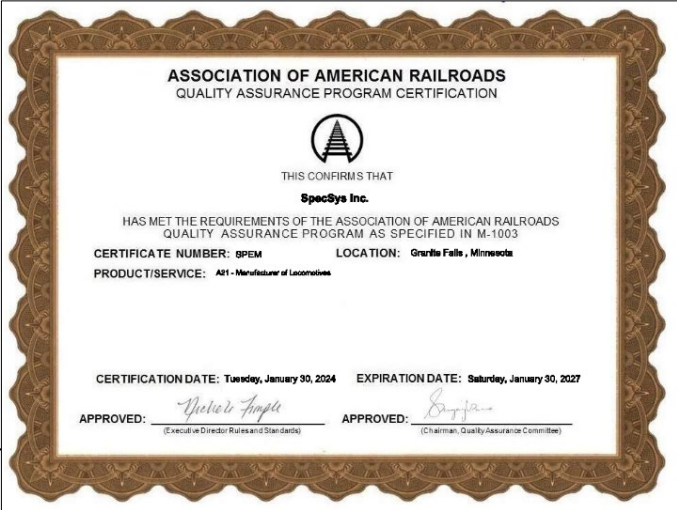 ASSOCIATION OF AMERICAN RAILROADS
QUALITY ASSURANCE PROGRAM CERTIFICATION
THIS CONFIRMS THAT
SpecSys Inc.
HAS MET THE REQUIREMENTS OF THE ASSOCIATION OF AMERICAN RAILROADS
QUALITY ASSURANCE PROGRAM AS SPECIFIED IN M-1003
CERTIFICATE NUMBER: SPEM LOCATION: Granite Falls , Minnesota
PRODUCT/SERVICE: A21 - Manufacturer of Locomotives
CERTIFICATION DATE: Tuesday, January 30, 2024 EXPIRATION DATE: Saturday, January 30, 2027
APPROVED: APPROVED:
(Executive Director Rules and Standards) (Chairman, Quality Assurance Committee)